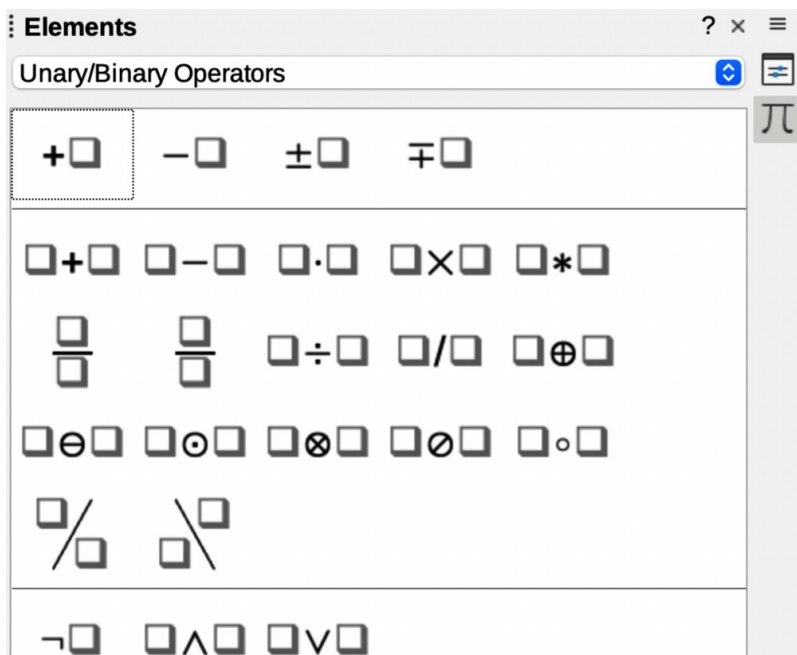 Elements ? × ≡
Unary/Binary Operators
+□ −□ ±□ ∓□
□+□ □−□ □·□ □×□ □∗□
□/□ □/□ □÷□ □/□ □⊕□
□⊖□ □⊙□ □⊗□ □⊘□ □∘□
□/□ □\□
¬□ □∧□ □∨□
π